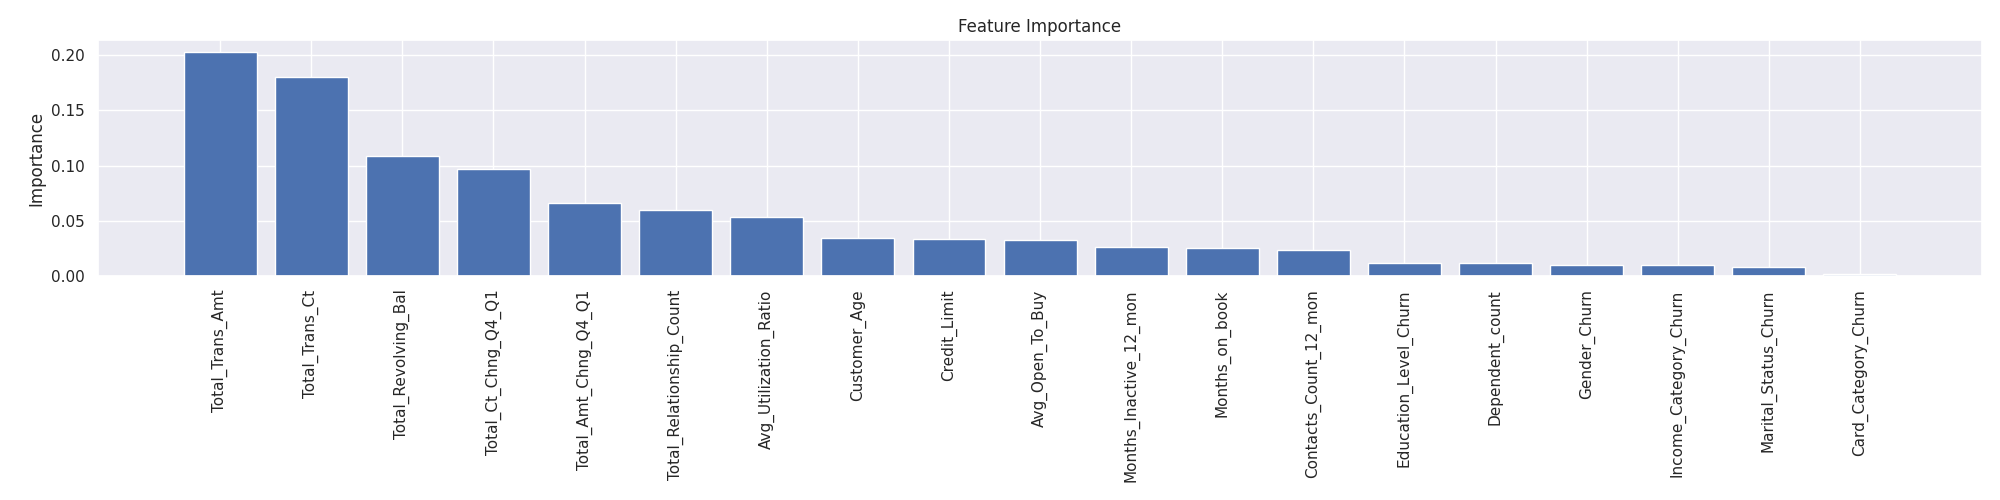 Feature Importance
Importance
0.20
0.15
0.10
0.05
0.00
Total_Trans_Amt
Total_Trans_Ct
Total_Revolving_Bal
Total_Ct_Chng_Q4_Q1
Total_Amt_Chng_Q4_Q1
Total_Relationship_Count
Avg_Utilization_Ratio
Customer_Age
Credit_Limit
Avg_Open_To_Buy
Months_Inactive_12_mon
Months_on_book
Contacts_Count_12_mon
Education_Level_Churn
Dependent_count
Gender_Churn
Income_Category_Churn
Marital_Status_Churn
Card_Category_Churn